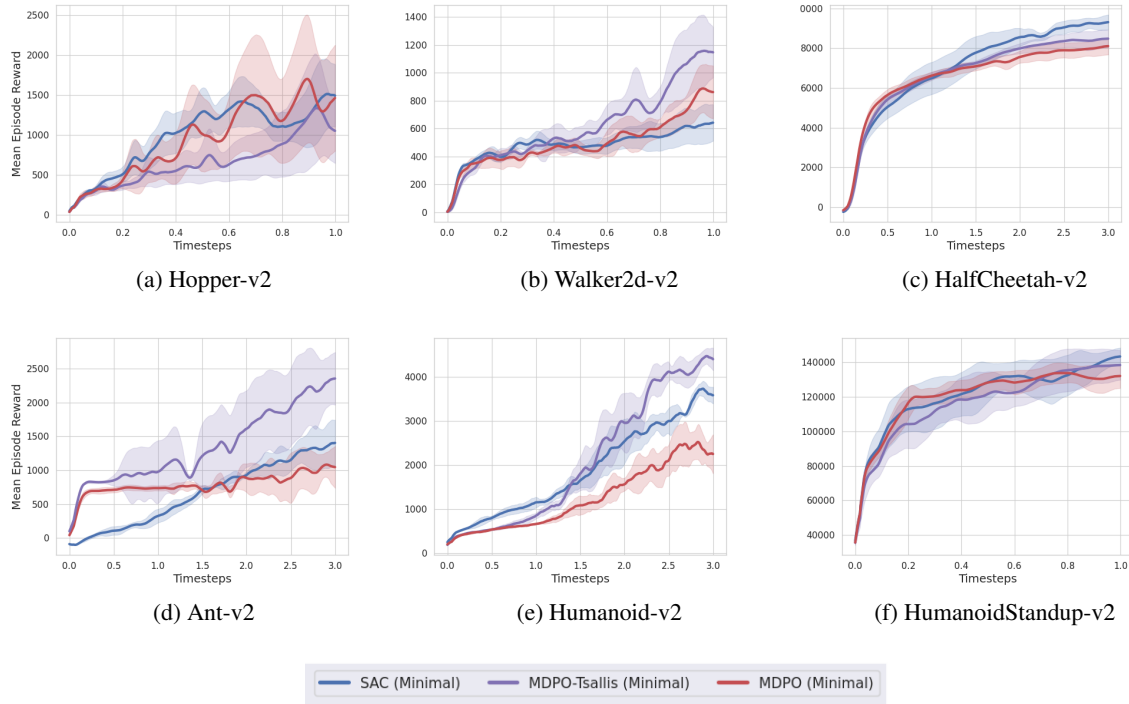 2500
2000
1500
1000
500
0
Mean Episode Reward
0.0 0.2 0.4 0.6 0.8 1.0
Timesteps
(a) Hopper-v2
1400
1200
1000
800
600
400
200
0
0.0 0.2 0.4 0.6 0.8 1.0
Timesteps
(b) Walker2d-v2
0000
8000
6000
4000
2000
0
0.0 0.5 1.0 1.5 2.0 2.5 3.0
Timesteps
(c) HalfCheetah-v2
2500
2000
1500
1000
500
0
Mean Episode Reward
0.0 0.5 1.0 1.5 2.0 2.5 3.0
Timesteps
(d) Ant-v2
4000
3000
2000
1000
0
0.0 0.5 1.0 1.5 2.0 2.5 3.0
Timesteps
(e) Humanoid-v2
140000
120000
100000
80000
60000
40000
0.0 0.2 0.4 0.6 0.8 1.0
Timesteps
(f) HumanoidStandup-v2
SAC (Minimal) MDPO-Tsallis (Minimal) MDPO (Minimal)